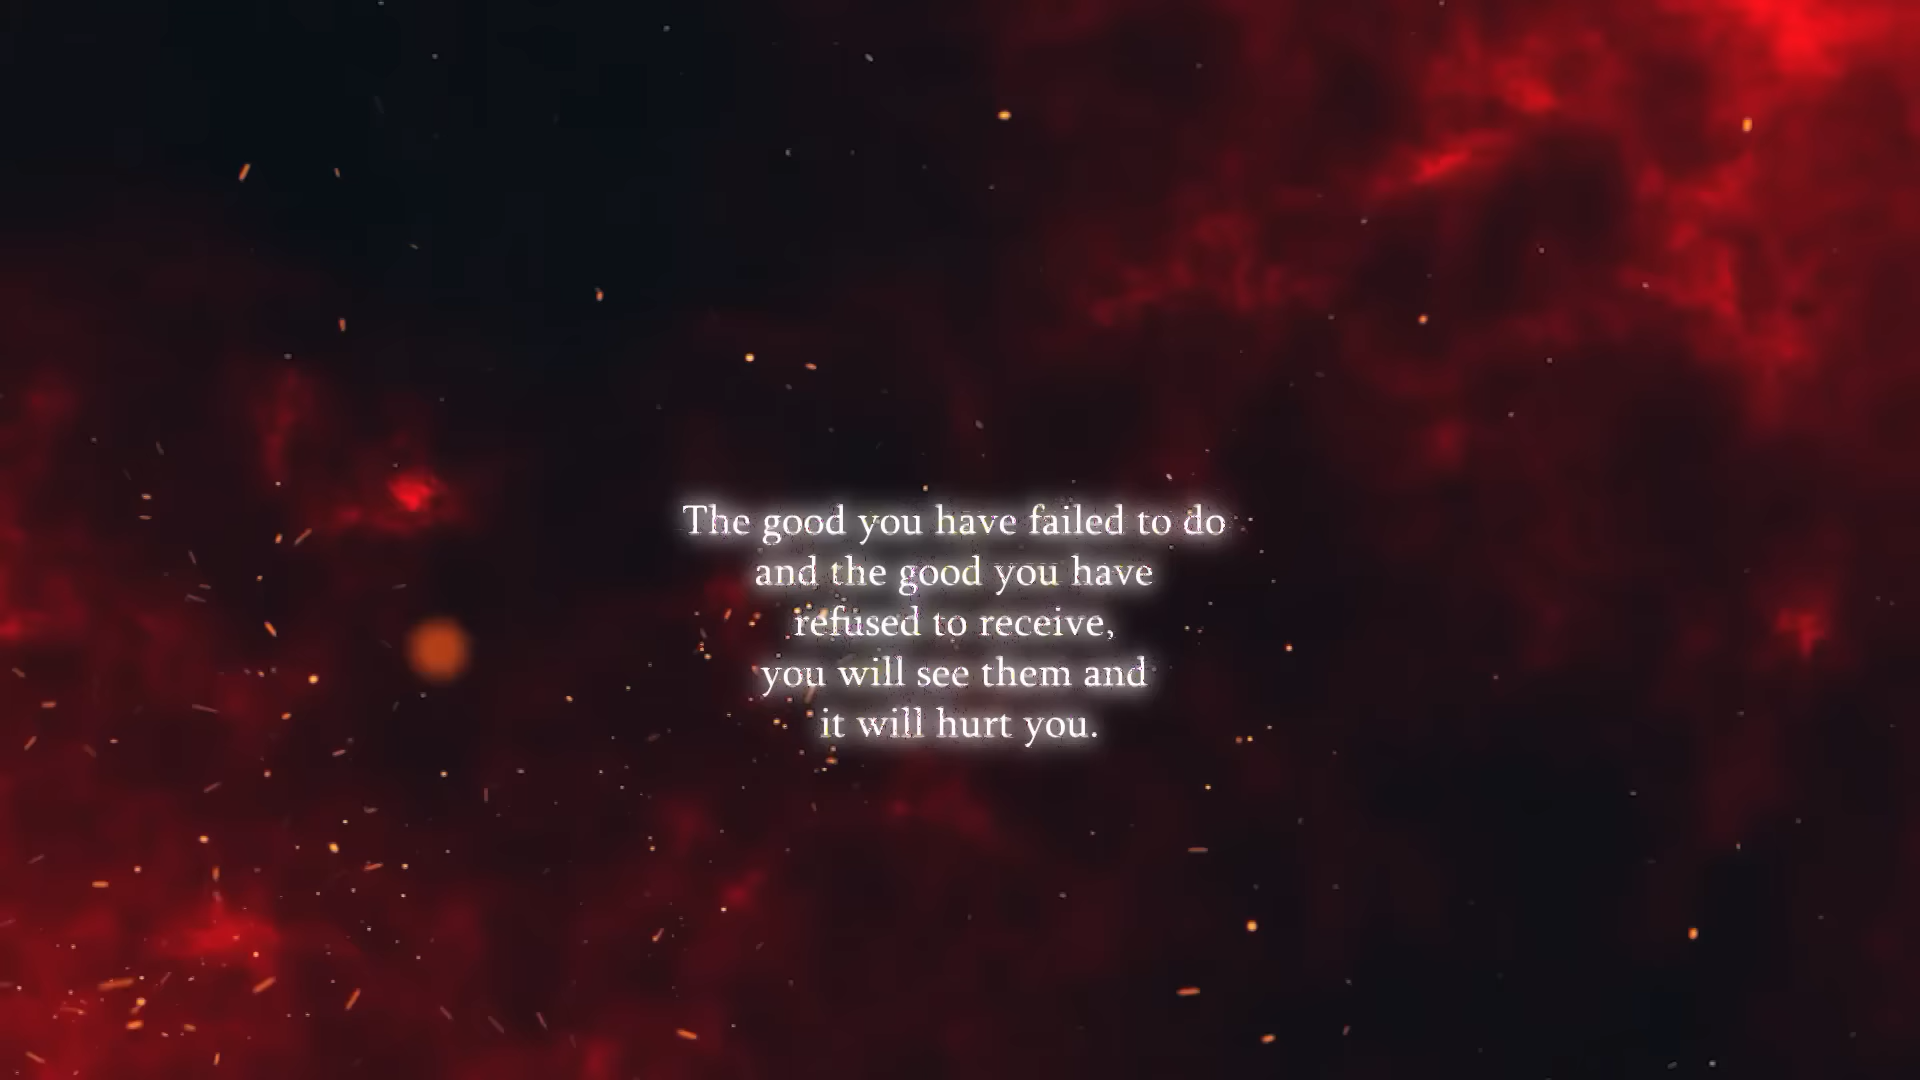 The good you have failed to do
and the good you have
refused to receive,
you will see them and
it will hurt you.